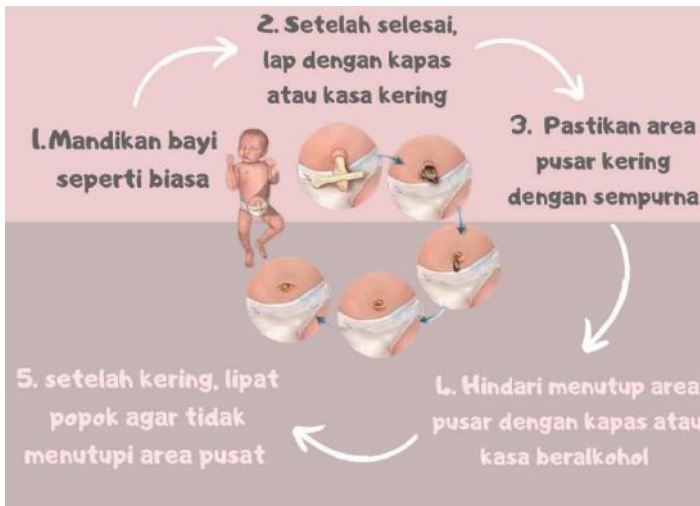 1.Mandikan bayi
seperti biasa
2. Setelah selesai,
lap dengan kapas
atau kasa kering
3. Pastikan area
pusar kering
dengan sempurna
4. Hindari menutup area
pusar dengan kapas atau
kasa beralkohol
5. setelah kering, lipat
popok agar tidak
menutupi area pusat